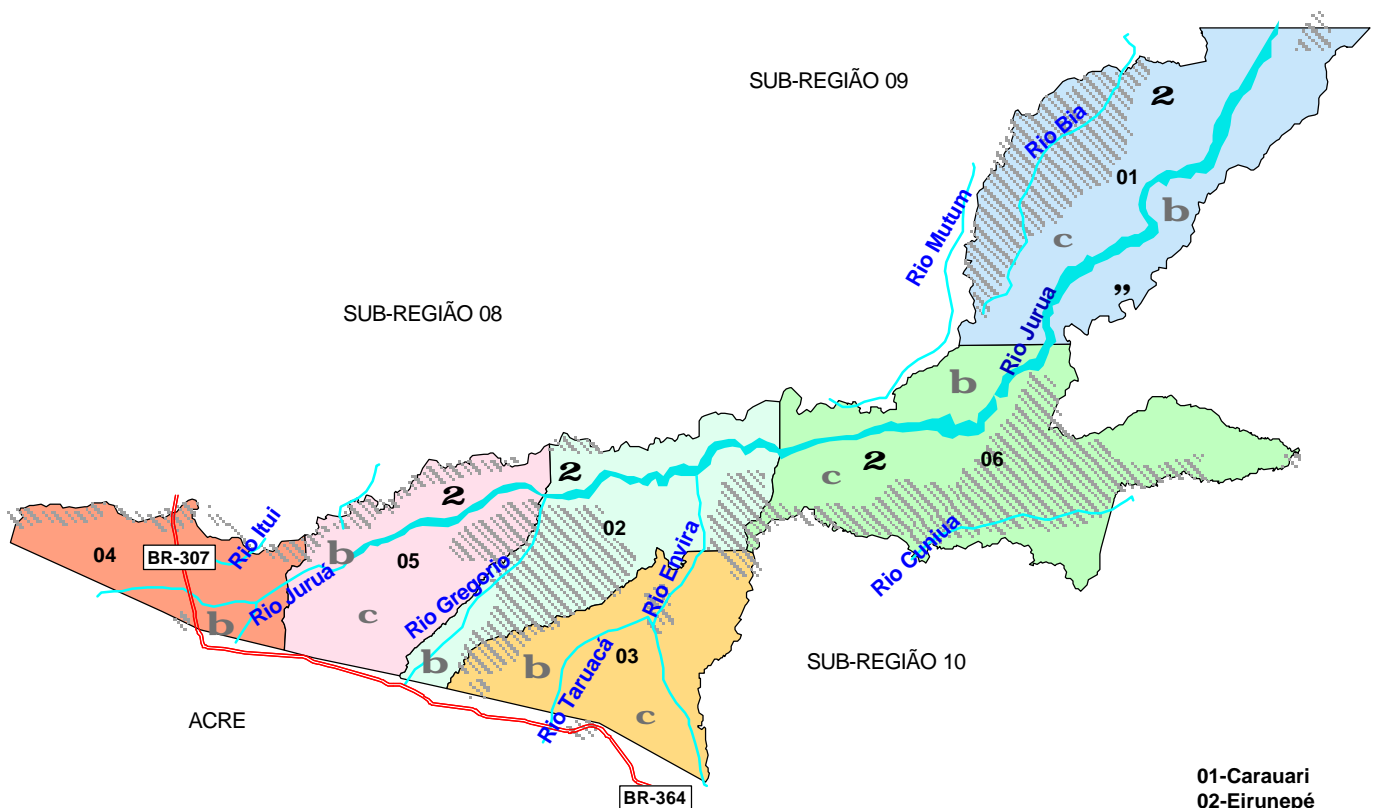 SUB-REGIÃO 09
2
Rio Bia
01
b
Rio Mutum
c
„
SUB-REGIÃO 08
Rio Jurua
b
2
2
2
06
c
04
BR-307
Rio Itui
b
05
02
Rio Envira
Rio Cuniua
Rio Juruá
Rio Gregorio
b
c
b
b
03
Rio Taruacá
SUB-REGIÃO 10
c
ACRE
BR-364
01-Carauari
02-Eirunepé